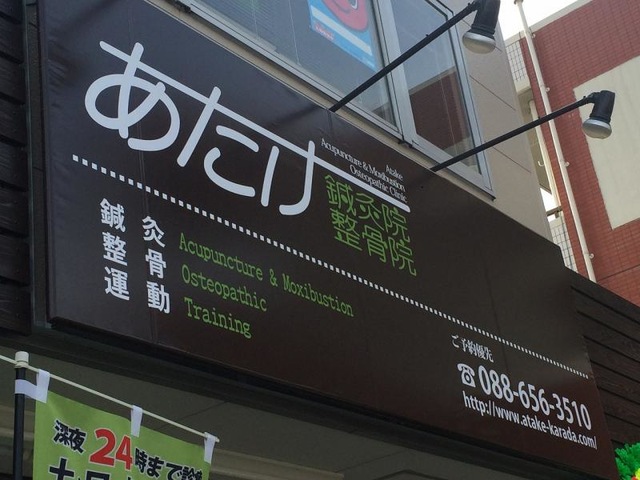 あたけ
Atake
Acupuncture & Moxibustion
Osteopathic Clinic
鍼灸院
整骨院
鍼灸
整骨
運動
Acupuncture & Moxibustion
Osteopathic
Training
ご予約優先
☎088-656-3510
http://www.atake-karada.com/
深夜24時まで診